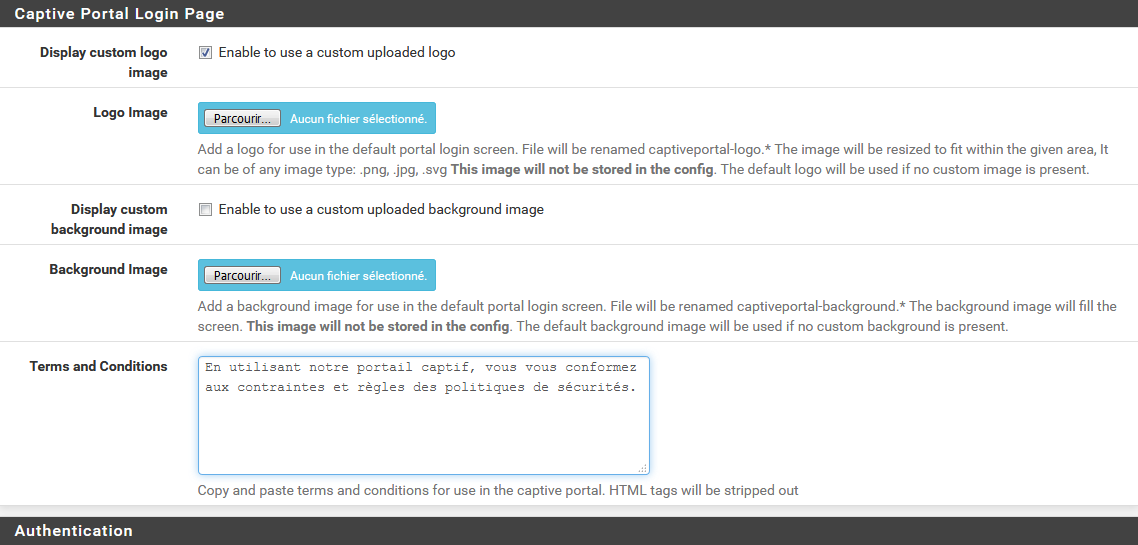 Captive Portal Login Page
Display custom logo image
Enable to use a custom uploaded logo
Logo Image
Parcourir... Aucun fichier sélectionné.
Add a logo for use in the default portal login screen. File will be renamed captiveportal-logo.* The image will be resized to fit within the given area, It
can be of any image type: .png, .jpg, .svg This image will not be stored in the config. The default logo will be used if no custom image is present.
Display custom background image
Enable to use a custom uploaded background image
Background Image
Parcourir... Aucun fichier sélectionné.
Add a background image for use in the default portal login screen. File will be renamed captiveportal-background.* The background image will fill the
screen. This image will not be stored in the config. The default background image will be used if no custom background is present.
Terms and Conditions
En utilisant notre portail captif, vous vous conformez
aux contraintes et règles des politiques de sécurités.
Copy and paste terms and conditions for use in the captive portal. HTML tags will be stripped out
Authentication